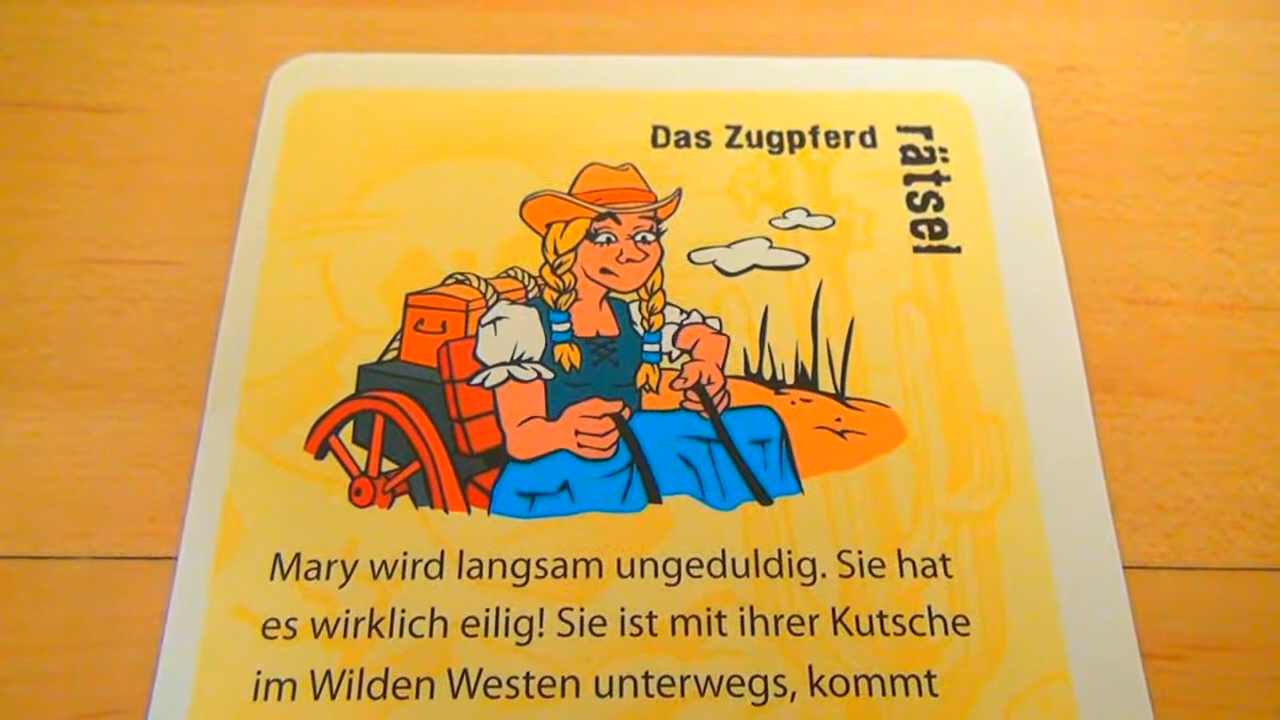 Das Zugpferd
rätsel
Mary wird langsam ungeduldig. Sie hat
es wirklich eilig! Sie ist mit ihrer Kutsche
im Wilden Westen unterwegs, kommt